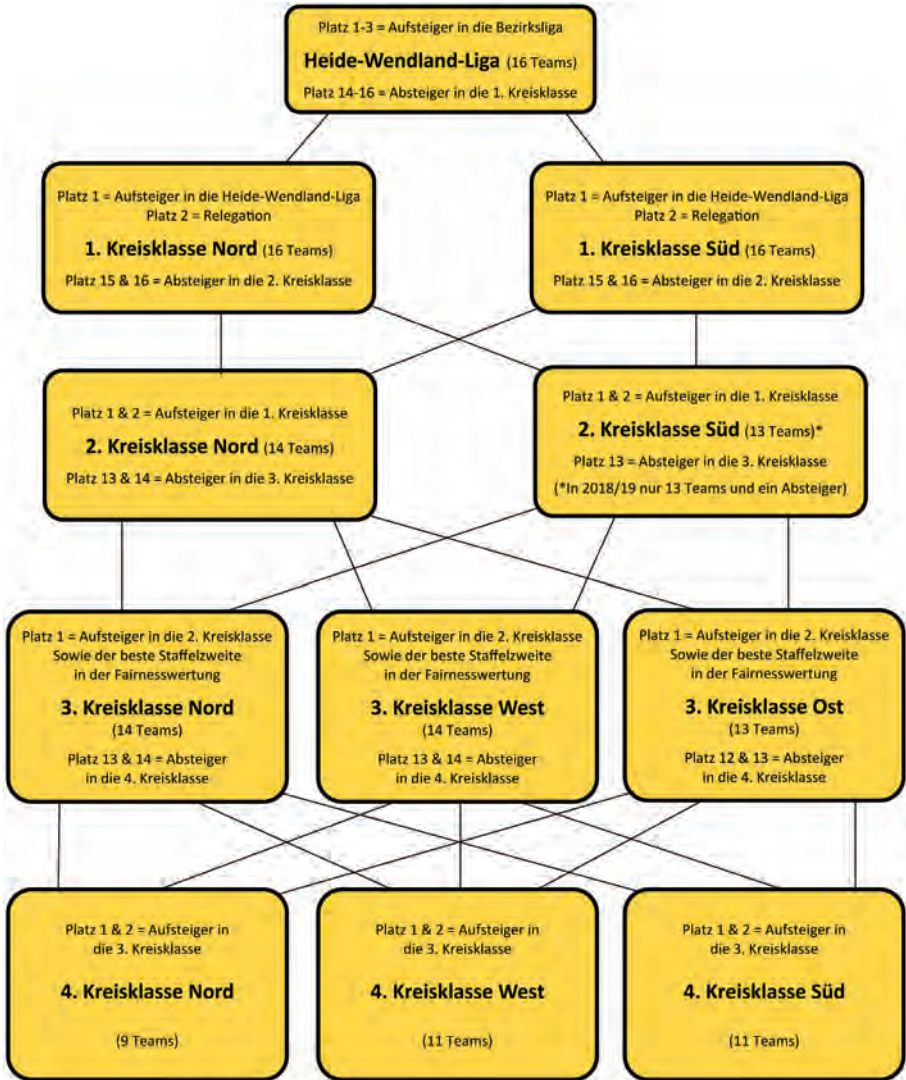 Platz 1-3 = Aufsteiger in die Bezirksliga
Heide-Wendland-Liga (16 Teams)
Platz 14-16 = Absteiger in die 1. Kreisklasse
Platz 1 = Aufsteiger in die Heide-Wendland-Liga
Platz 2 = Relegation
1. Kreisklasse Nord (16 Teams)
Platz 15 & 16 = Absteiger in die 2. Kreisklasse
Platz 1 = Aufsteiger in die Heide-Wendland-Liga
Platz 2 = Relegation
1. Kreisklasse Süd (16 Teams)
Platz 15 & 16 = Absteiger in die 2. Kreisklasse
Platz 1 & 2 = Aufsteiger in die 1. Kreisklasse
2. Kreisklasse Nord (14 Teams)
Platz 13 & 14 = Absteiger in die 3. Kreisklasse
Platz 1 & 2 = Aufsteiger in die 1. Kreisklasse
2. Kreisklasse Süd (13 Teams)*
Platz 13 = Absteiger in die 3. Kreisklasse
(*In 2018/19 nur 13 Teams und ein Absteiger)
Platz 1 = Aufsteiger in die 2. Kreisklasse
Sowie der beste Staffelzweite
in der Fairnesswertung
3. Kreisklasse Nord
(14 Teams)
Platz 13 & 14 = Absteiger
in die 4. Kreisklasse
Platz 1 = Aufsteiger in die 2. Kreisklasse
Sowie der beste Staffelzweite
in der Fairnesswertung
3. Kreisklasse West
(14 Teams)
Platz 13 & 14 = Absteiger
in die 4. Kreisklasse
Platz 1 = Aufsteiger in die 2. Kreisklasse
Sowie der beste Staffelzweite
in der Fairnesswertung
3. Kreisklasse Ost
(13 Teams)
Platz 12 & 13 = Absteiger
in die 4. Kreisklasse
Platz 1 & 2 = Aufsteiger in
die 3. Kreisklasse
4. Kreisklasse Nord
(9 Teams)
Platz 1 & 2 = Aufsteiger in
die 3. Kreisklasse
4. Kreisklasse West
(11 Teams)
Platz 1 & 2 = Aufsteiger in
die 3. Kreisklasse
4. Kreisklasse Süd
(11 Teams)